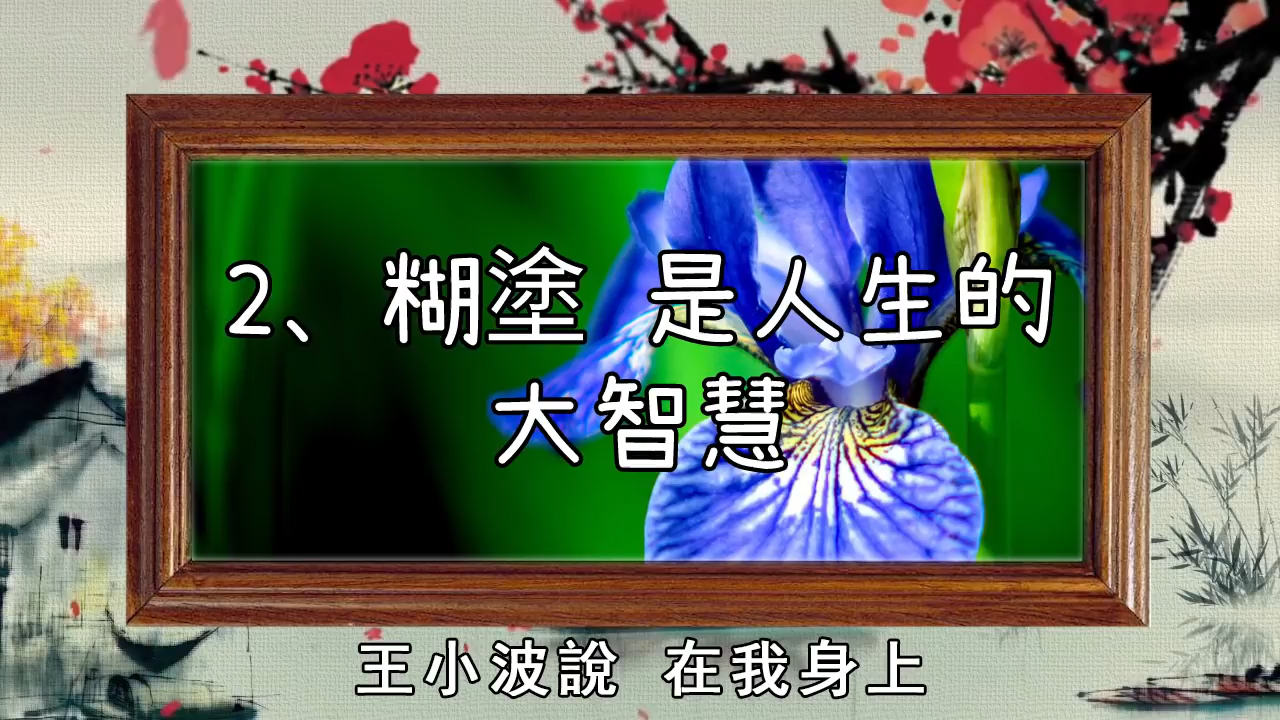 2、糊塗 是人生的
大智慧
王小波說 在我身上